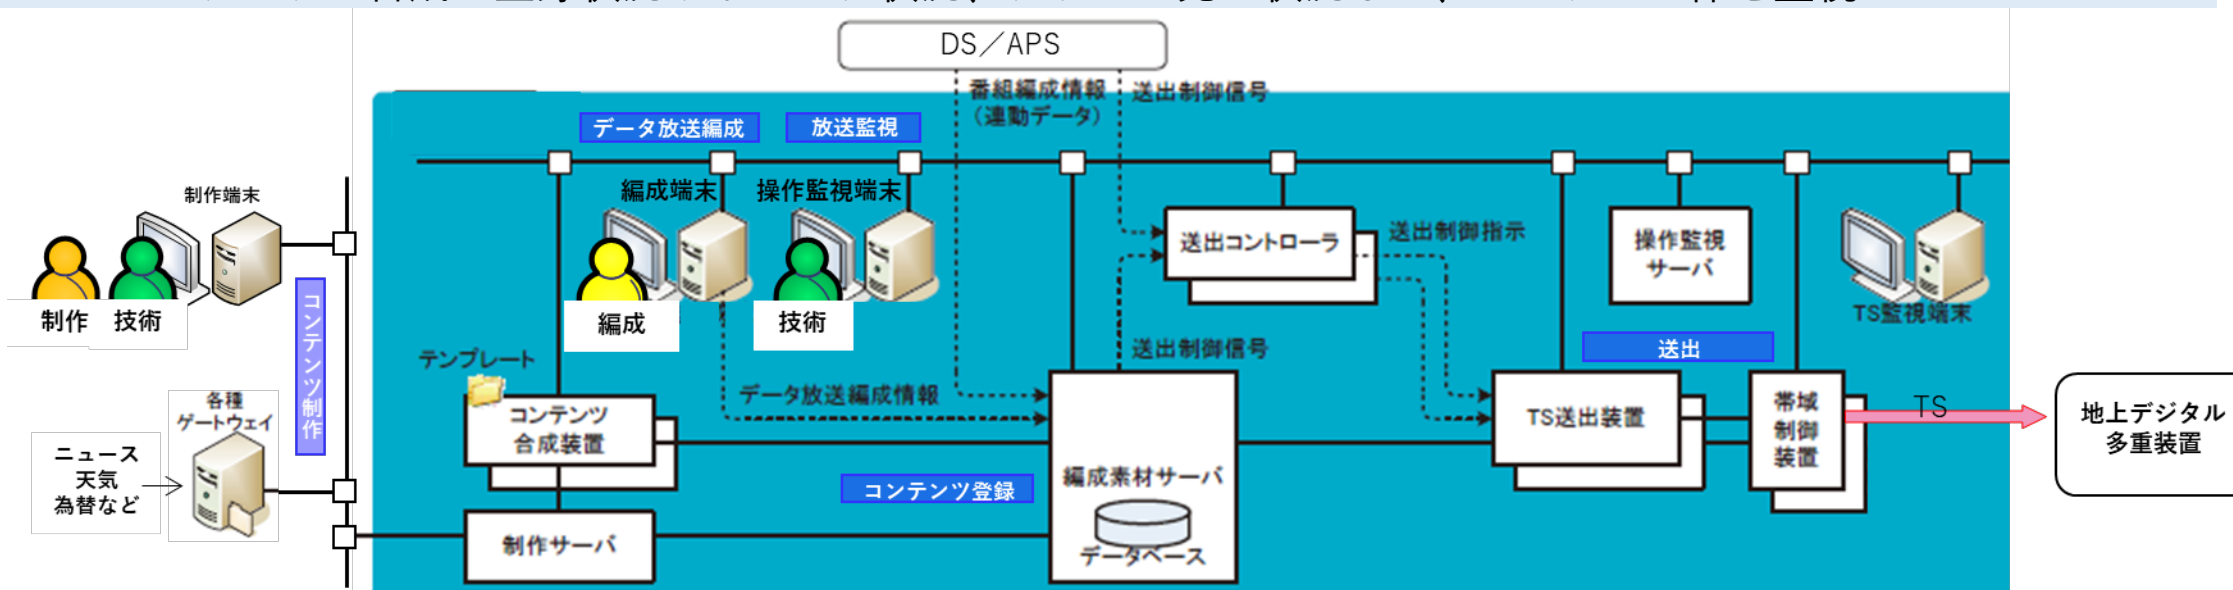 DS／APS
番組編成情報
（連動データ）
送出制御信号
データ放送編成
放送監視
制作端末
編成端末
操作監視端末
送出コントローラ
送出制御指示
操作監視
サーバ
TS監視端末
制作
技術
編成
技術
コンテンツ制作
テンプレート
送出制御信号
送出
データ放送編成情報
各種
ゲートウェイ
コンテンツ
合成装置
TS送出装置
帯域
制御
装置
TS
地上デジタル
多重装置
ニュース
天気
為替など
コンテンツ登録
編成素材サーバ
データベース
制作サーバ